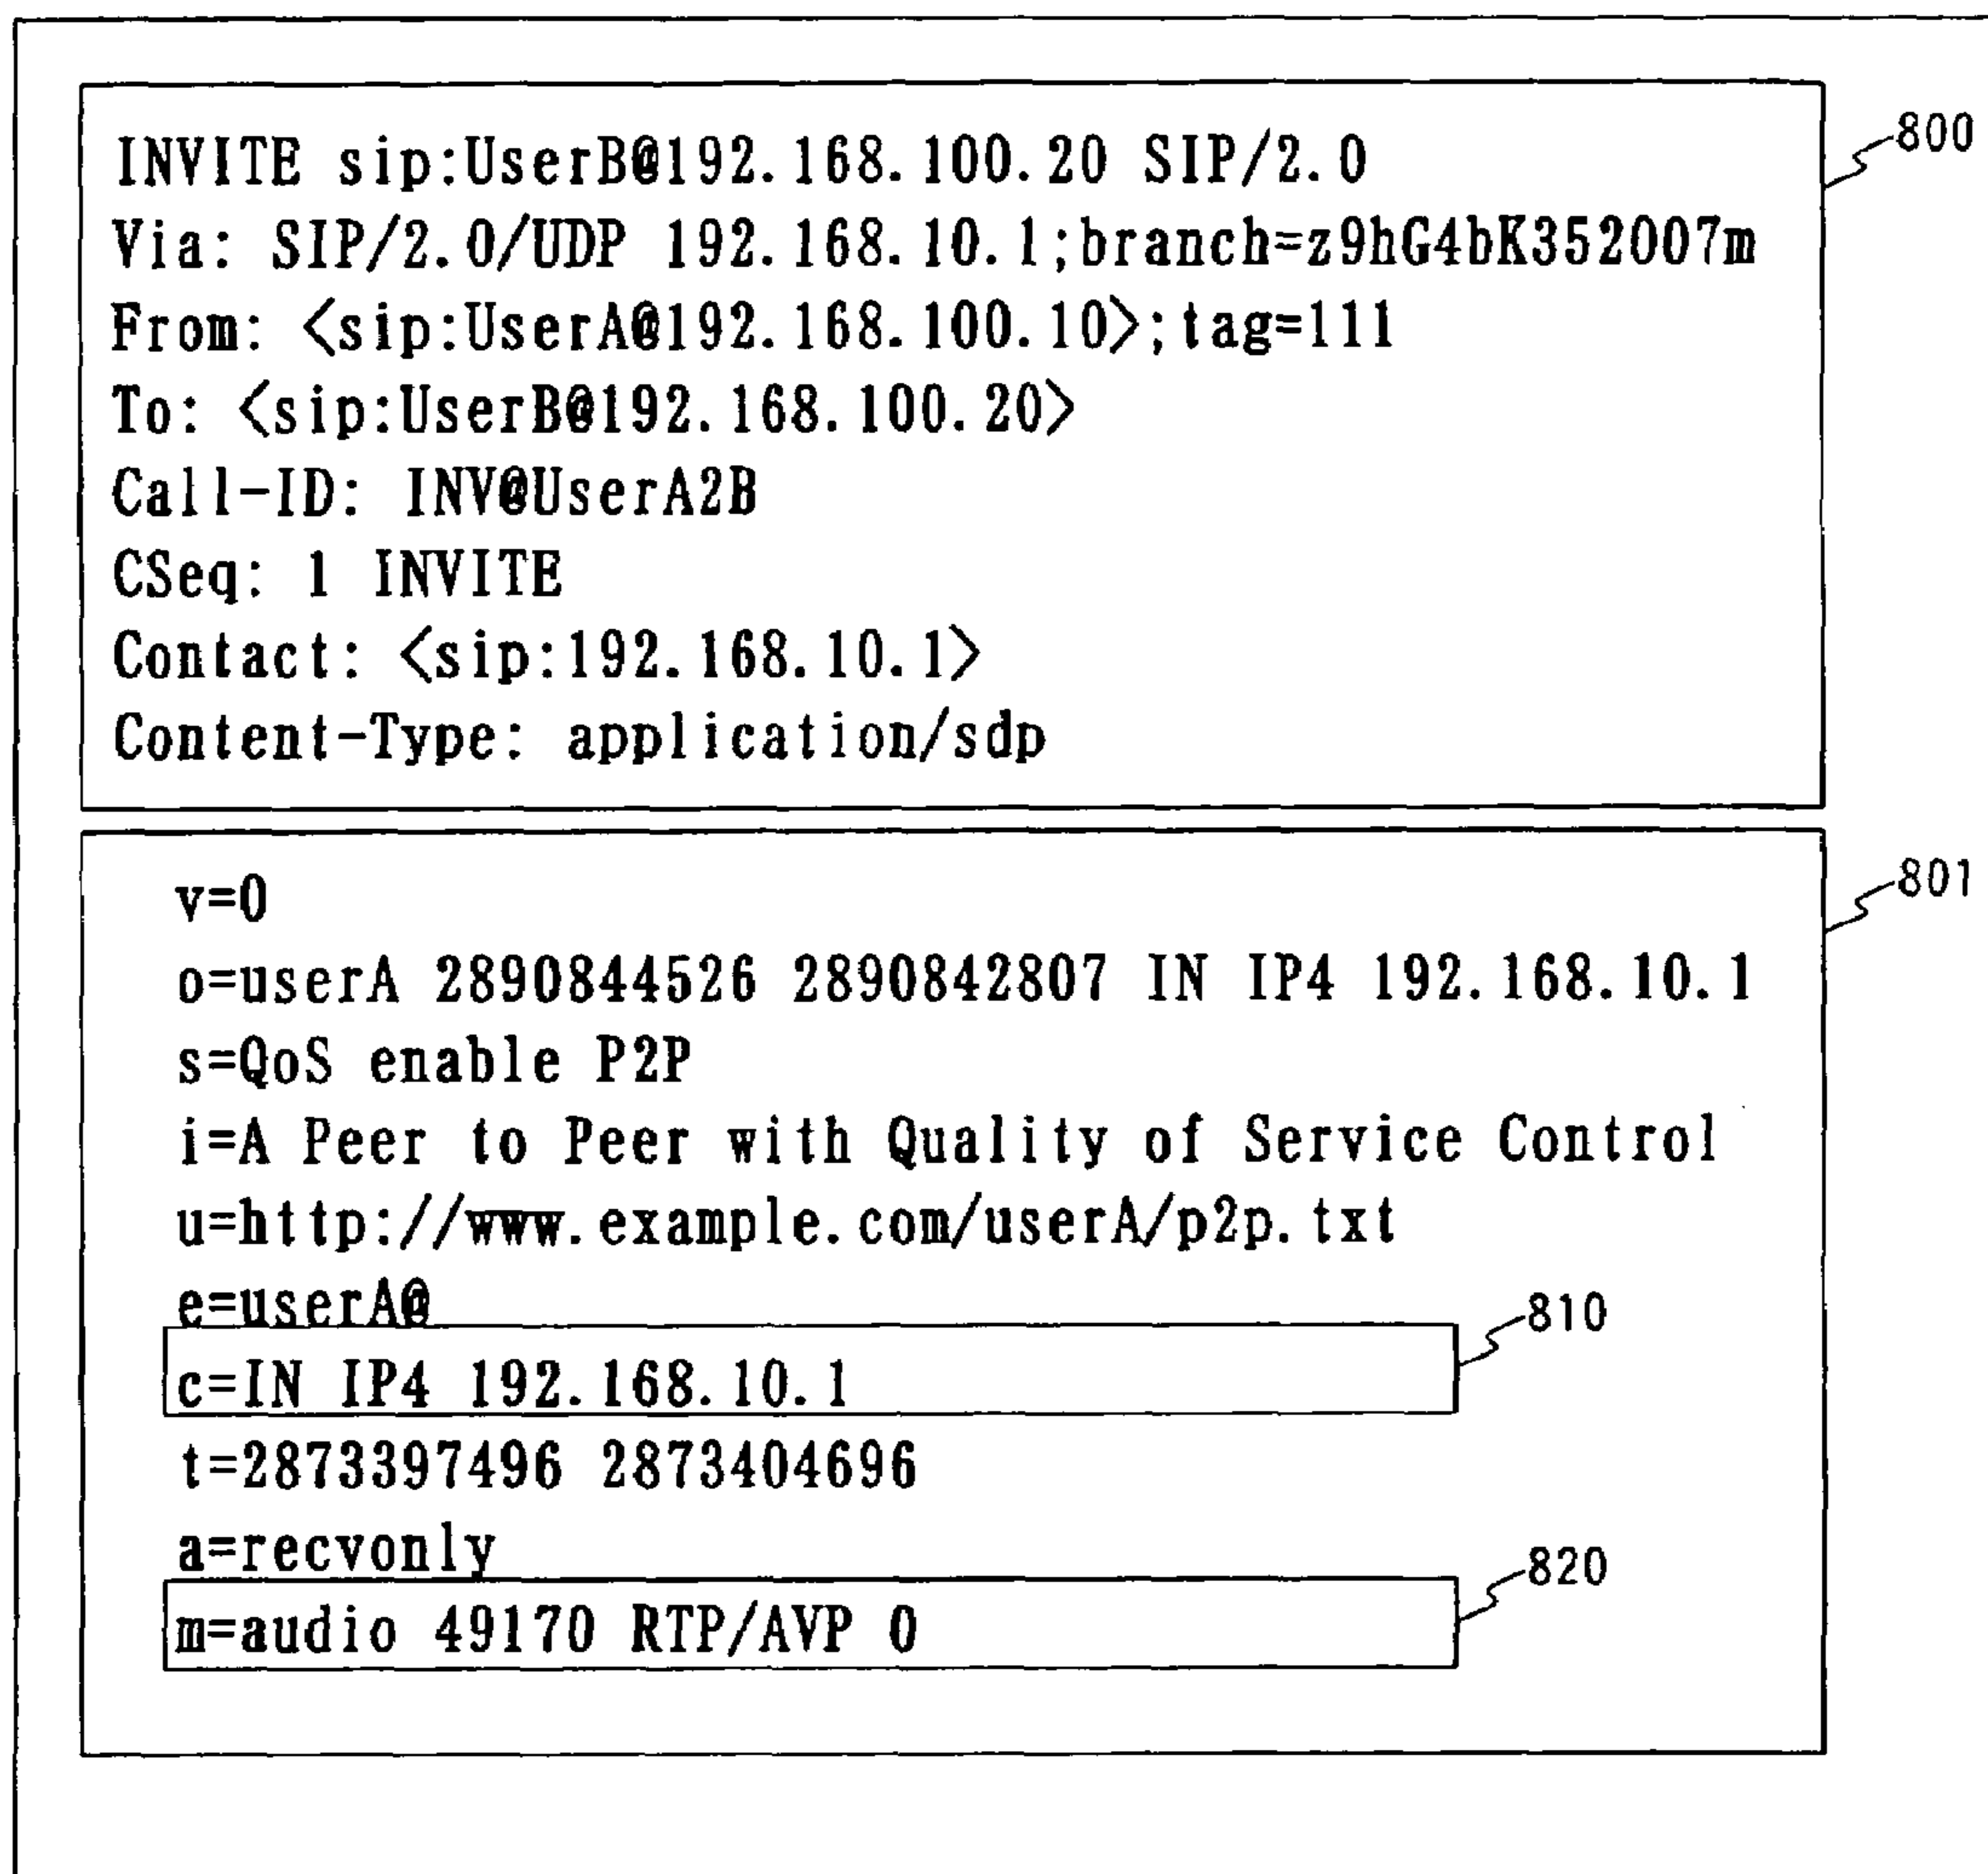 INVITE sip:UserB@192.168.100.20 SIP/2.0
Via: SIP/2.0/UDP 192.168.10.1;branch=z9hG4bK352007m
From: <sip:UserA@192.168.100.10>;tag=111
To: <sip:UserB@192.168.100.20>
Call-ID: INV@UserA2B
CSeq: 1 INVITE
Contact: <sip:192.168.10.1>
Content-Type: application/sdp
800
v=0
o=userA 2890844526 2890842807 IN IP4 192.168.10.1
s=QoS enable P2P
i=A Peer to Peer with Quality of Service Control
u=http://www.example.com/userA/p2p.txt
e=userA@
c=IN IP4 192.168.10.1
t=2873397496 2873404696
a=recvonly
m=audio 49170 RTP/AVP 0
801
810
820